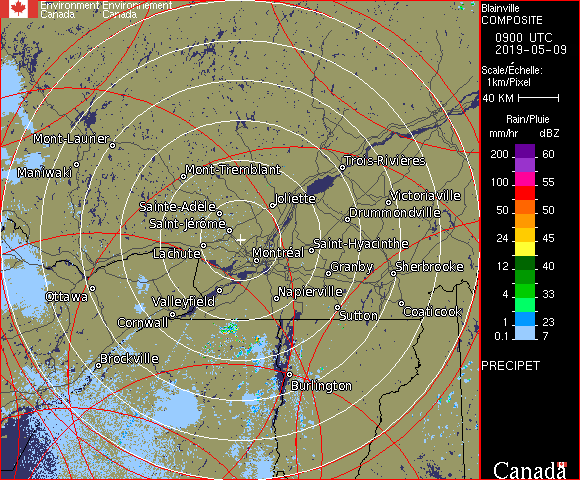 Environment Environnement
Canada Canada
Blainville
COMPOSITE
0900 UTC
2019-05-09
Scale/Échelle:
1km/Pixel
40 KM
Rain/Pluie
mm/hr dBZ
200 60
100 55
50 50
24 45
12 40
4 33
1 23
0.1 7
PRECIPET
Canada
Mont-Laurier
Maniwaki
Mont-Tremblant
Trois-Rivières
Sainte-Adèle
Joliette
Victoriaville
Drummondville
Saint-Jérôme
Lachute
Montréal
Saint-Hyacinthe
Granby
Sherbrooke
Ottawa
Valleyfield
Napierville
Cornwall
Sutton
Coaticook
Brockville
Burlington